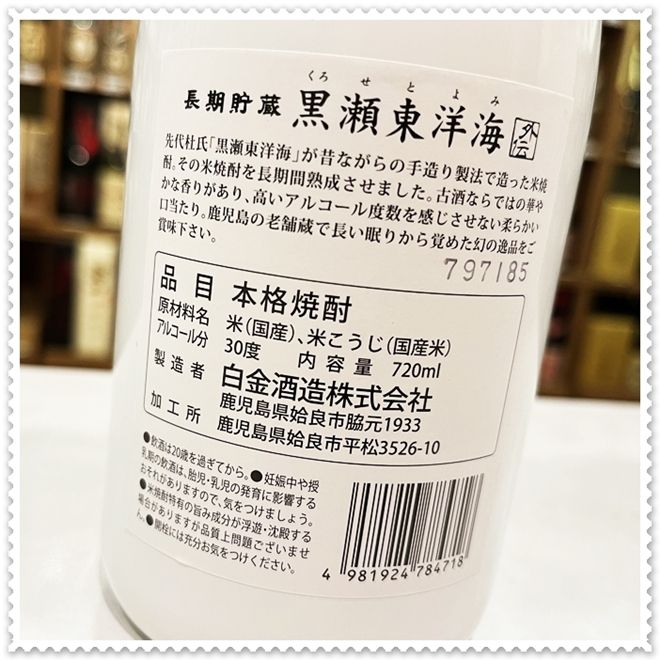 くろせとよみ
長期貯蔵 黒瀬東洋海 外伝
先代杜氏「黒瀬東洋海」が昔ながらの手造り製法で造った米焼
酎。その米焼酎を長期間熟成させました。古酒ならではの華や
かな香りがあり、高いアルコール度数を感じさせない柔らかい
口当たり。鹿児島の老舗蔵で長い眠りから覚めた幻の逸品をご
賞味下さい。
797185
品目 本格焼酎
原材料名 米(国産)、米こうじ(国産米)
アルコール分 30度 内容量 720ml
製造者 白金酒造株式会社
鹿児島県姶良市脇元1933
加工所 鹿児島県姶良市平松3526-10
●飲酒は20歳を過ぎてから。●妊娠中や授
乳期の飲酒は、胎児・乳児の発育に影響する
おそれがありますので、気をつけましょう。
●米焼酎特有の旨み成分が浮遊・沈殿する
場合がありますが品質上問題ございませ
ん。●開栓には充分お気をつけください。
4 981924 784718